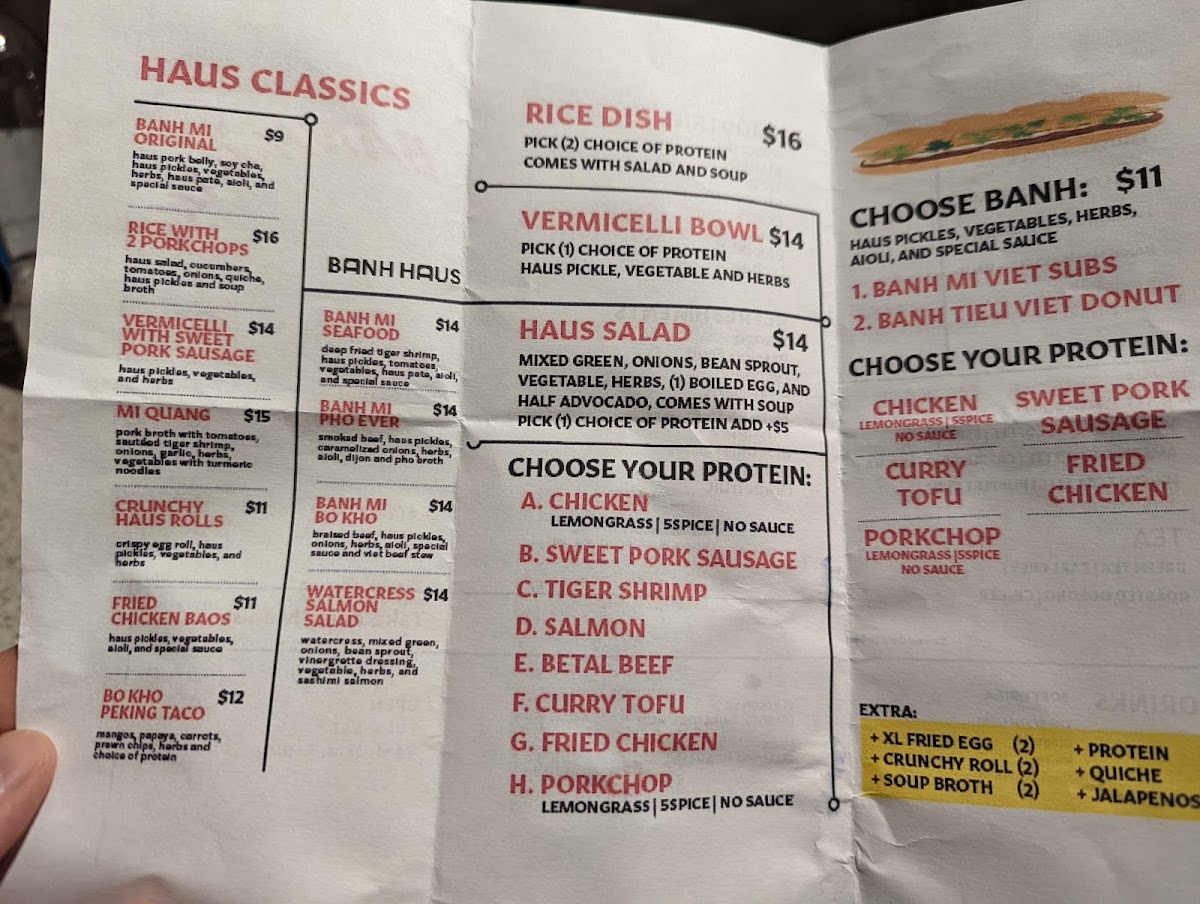 HAUS CLASSICS
BANH MI
ORIGINAL $9
haus pork belly, soy cha,
haus pickles, vegetables,
herbs, haus pate, aioli, and
special sauce
RICE WITH
2 PORKCHOPS $16
haus salad, cucumbers,
tomatoes, onions, quiche,
haus pickles and soup
broth
VERMICELLI
WITH SWEET $14
PORK SAUSAGE
haus pickles, vegetables,
and herbs
MI QUANG $15
pork broth with tomatoes,
sautéed tiger shrimp,
onions, garlic, herbs,
vegetables with turmeric
noodles
CRUNCHY
HAUS ROLLS $11
crispy egg roll, haus
pickles, vegetables, and
herbs
FRIED
CHICKEN BAOS $11
haus pickles, vegetables,
aioli, and special sauce
BO KHO
PEKING TACO $12
mangos, papaya, carrots,
prawn chips, herbs and
choice of protein
BANH HAUS
BANH MI
SEAFOOD $14
deep fried tiger shrimp,
haus pickles, tomatoes,
vegetables, haus pate, aioli,
and special sauce
BANH MI
PHO EVER $14
smoked beef, haus pickles,
caramelized onions, herbs,
aioli, dijon and pho broth
BANH MI
BO KHO $14
braised beef, haus pickles,
onions, herbs, aioli, special
sauce and viet beef stew
WATERCRESS $14
SALMON
SALAD
watercress, mixed green,
onions, bean sprout,
vinergrette dressing,
vegetable, herbs, and
sashimi salmon
RICE DISH $16
PICK (2) CHOICE OF PROTEIN
COMES WITH SALAD AND SOUP
VERMICELLI BOWL $14
PICK (1) CHOICE OF PROTEIN
HAUS PICKLE, VEGETABLE AND HERBS
HAUS SALAD $14
MIXED GREEN, ONIONS, BEAN SPROUT,
VEGETABLE, HERBS, (1) BOILED EGG, AND
HALF ADVOCADO, COMES WITH SOUP
PICK (1) CHOICE OF PROTEIN ADD +$5
CHOOSE YOUR PROTEIN:
A. CHICKEN
LEMONGRASS | 5SPICE | NO SAUCE
B. SWEET PORK SAUSAGE
C. TIGER SHRIMP
D. SALMON
E. BETAL BEEF
F. CURRY TOFU
G. FRIED CHICKEN
H. PORKCHOP
LEMONGRASS | 5SPICE | NO SAUCE
CHOOSE BANH: $11
HAUS PICKLES, VEGETABLES, HERBS,
AIOLI, AND SPECIAL SAUCE
1. BANH MI VIET SUBS
2. BANH TIEU VIET DONUT
CHOOSE YOUR PROTEIN:
CHICKEN
LEMONGRASS | 5SPICE
NO SAUCE
SWEET PORK
SAUSAGE
CURRY
TOFU
FRIED
CHICKEN
PORKCHOP
LEMONGRASS | 5SPICE
NO SAUCE
EXTRA:
+ XL FRIED EGG (2)
+ CRUNCHY ROLL (2)
+ SOUP BROTH (2)
+ PROTEIN
+ QUICHE
+ JALAPENOS